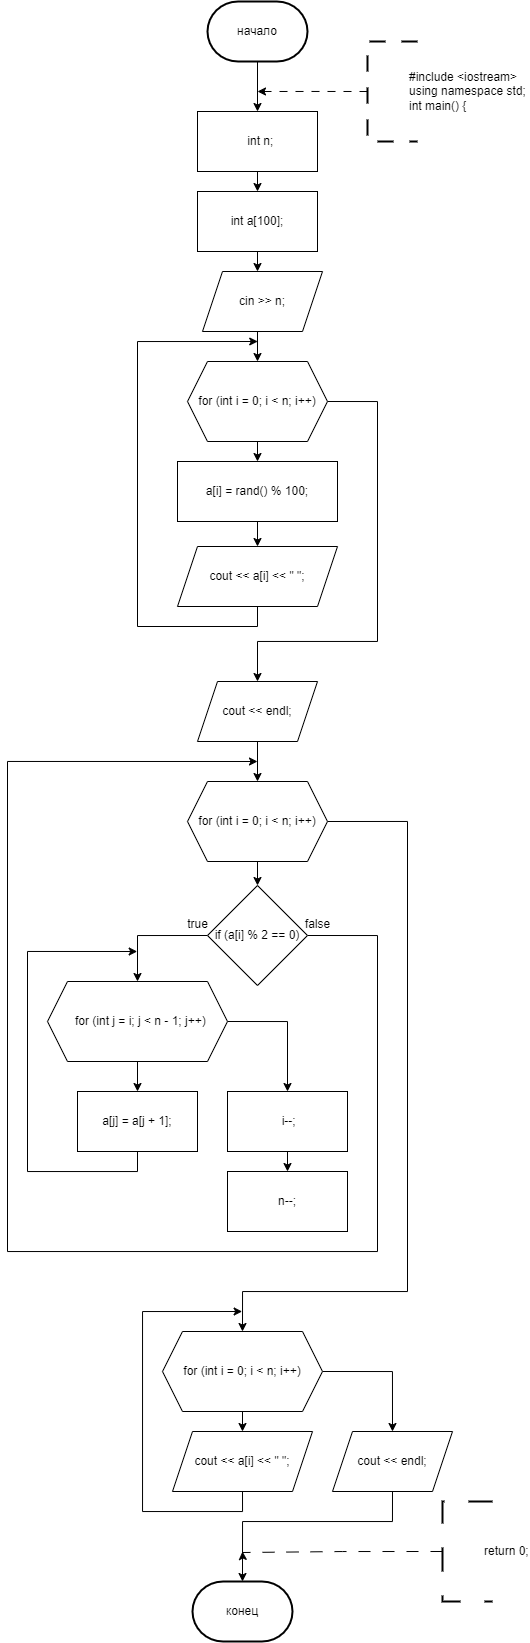 начало
#include <iostream>
using namespace std;
int main() {
int n;
int a[100];
cin >> n;
for (int i = 0; i < n; i++)
a[i] = rand() % 100;
cout << a[i] << " ";
cout << endl;
for (int i = 0; i < n; i++)
true
if (a[i] % 2 == 0)
false
for (int j = i; j < n - 1; j++)
a[j] = a[j + 1];
i--;
n--;
for (int i = 0; i < n; i++)
cout << a[i] << " ";
cout << endl;
return 0;
конец